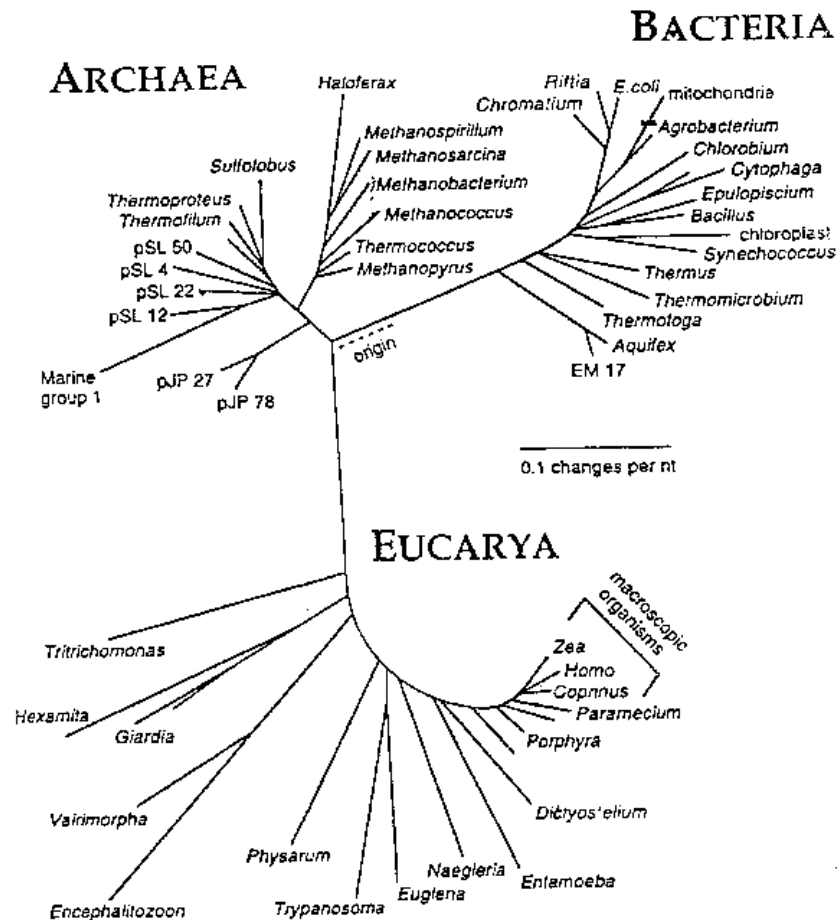 BACTERIA
ARCHAEA
Haloferax
Riftia
E.coli
mitochondria
Chromatium
Agrobacterium
Methanospirillum
Chlorobium
Methanosarcina
Sulfolobus
Cytophaga
Methanobacterium
Epulopiscium
Thermoproteus
Methanococcus
Bacillus
Thermofilum
chloroplast
pSL 50
Thermococcus
Synechococcus
pSL 4
Methanopyrus
Thermus
pSL 22
Thermomicrobium
pSL 12
Thermotoga
origin
Aquifex
Marine
group 1
pJP 27
EM 17
pJP 78
0.1 changes per nt
EUCARYA
macroscopic
organisms
Zea
Tritrichomonas
Homo
Coprinus
Hexamita
Paramecium
Giardia
Porphyra
Vairimorpha
Dictyostelium
Physarum
Naegleria
Entamoeba
Euglena
Encephalitozoon
Trypanosoma